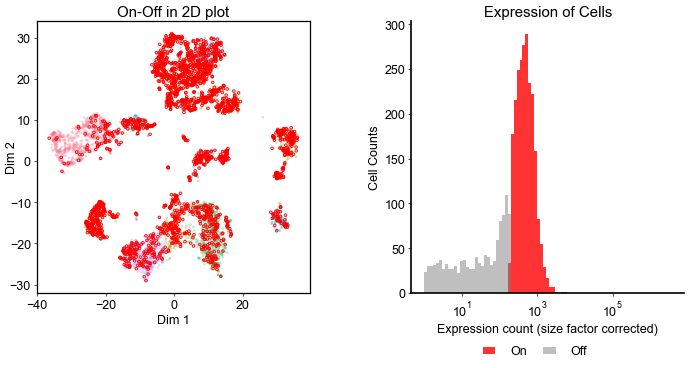 On-Off in 2D plot
Dim 2
30
20
10
0
−10
−20
−30
−40
−20
0
20
Dim 1
Expression of Cells
Cell Counts
300
250
200
150
100
50
0
10^1
10^3
10^5
Expression count (size factor corrected)
On
Off